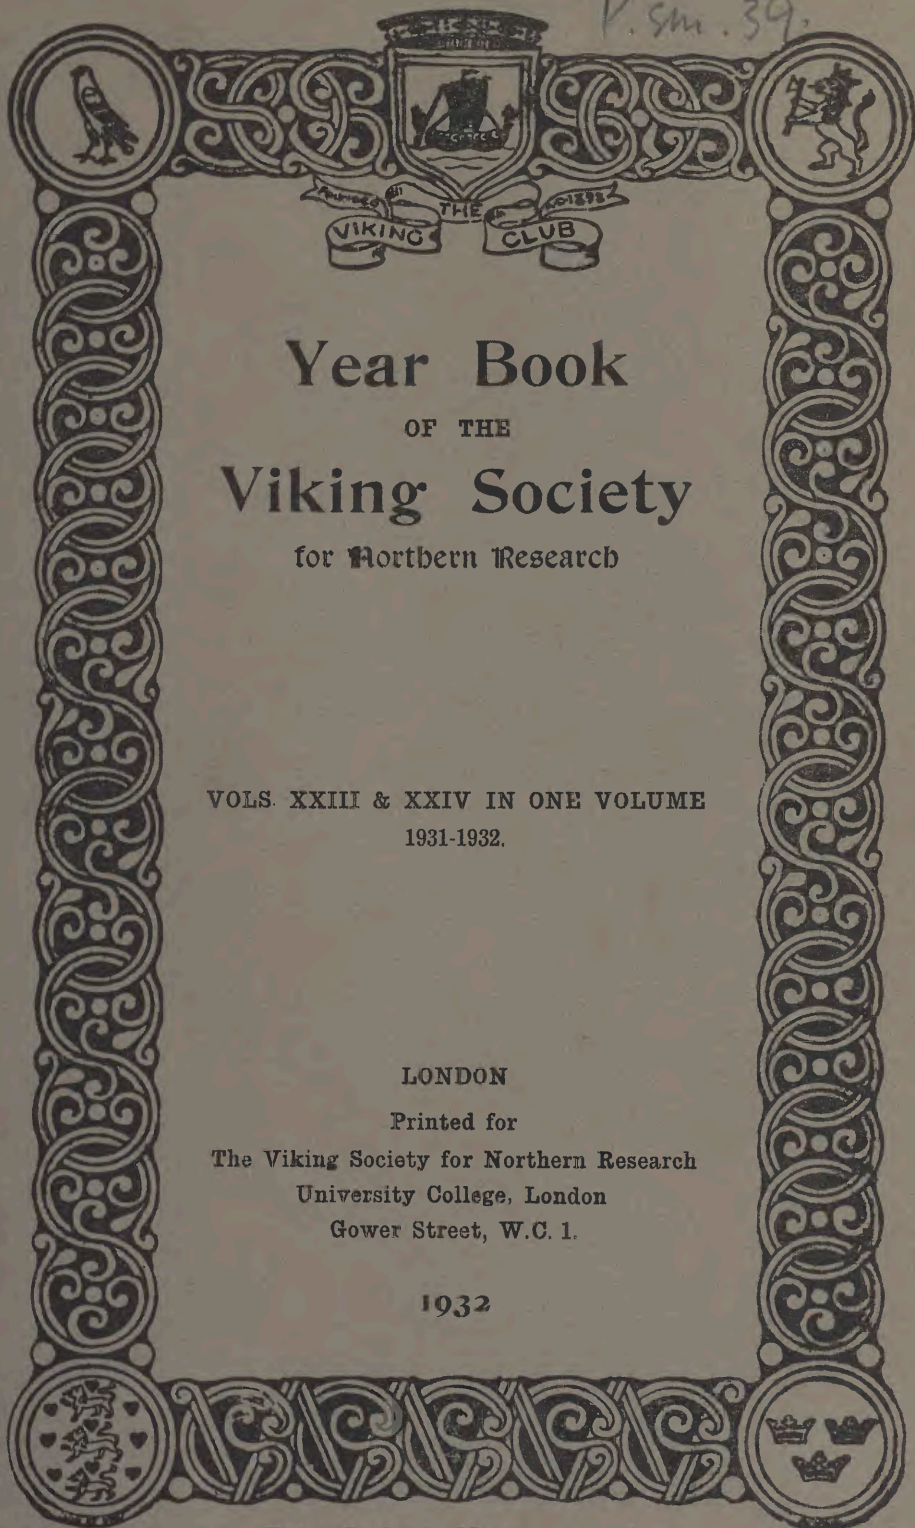 P. sm. 39.
FOUNDED THE A.D. 1892
VIKING CLUB
Year Book
OF THE
Viking Society
for Northern Research
VOLS. XXIII & XXIV IN ONE VOLUME
1931-1932.
LONDON
Printed for
The Viking Society for Northern Research
University College, London
Gower Street, W.C. 1.
1932